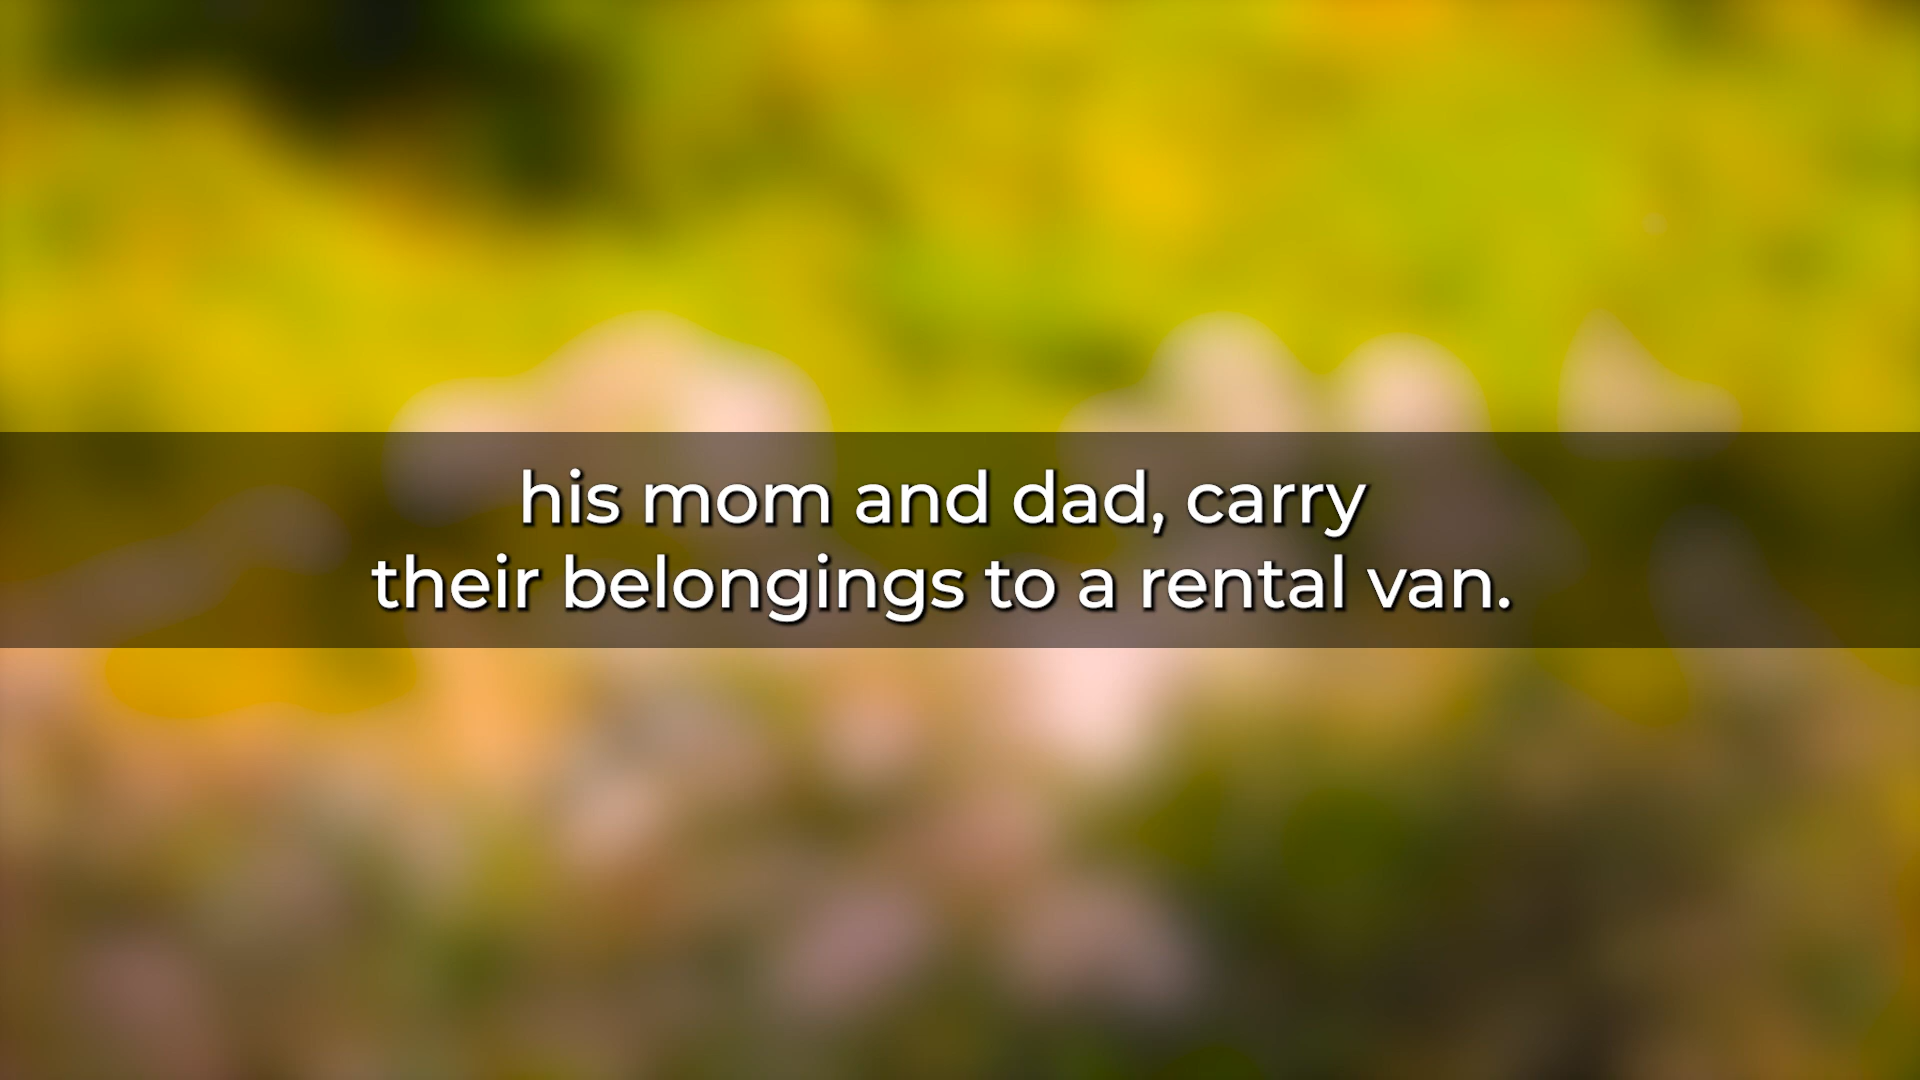 his mom and dad, carry
their belongings to a rental van.